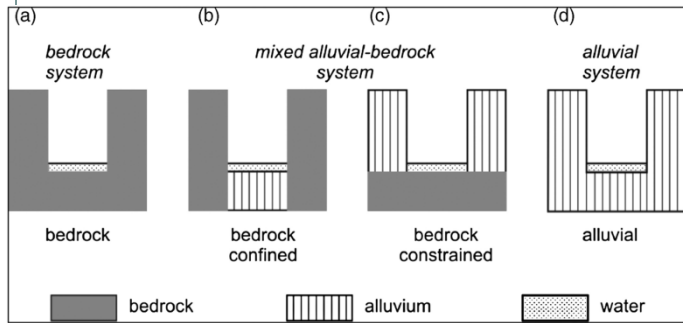 (a) (b) (c) (d)
bedrock
system
mixed alluvial-bedrock
system
alluvial
system
bedrock
bedrock
confined
bedrock
constrained
alluvial
bedrock
alluvium
water